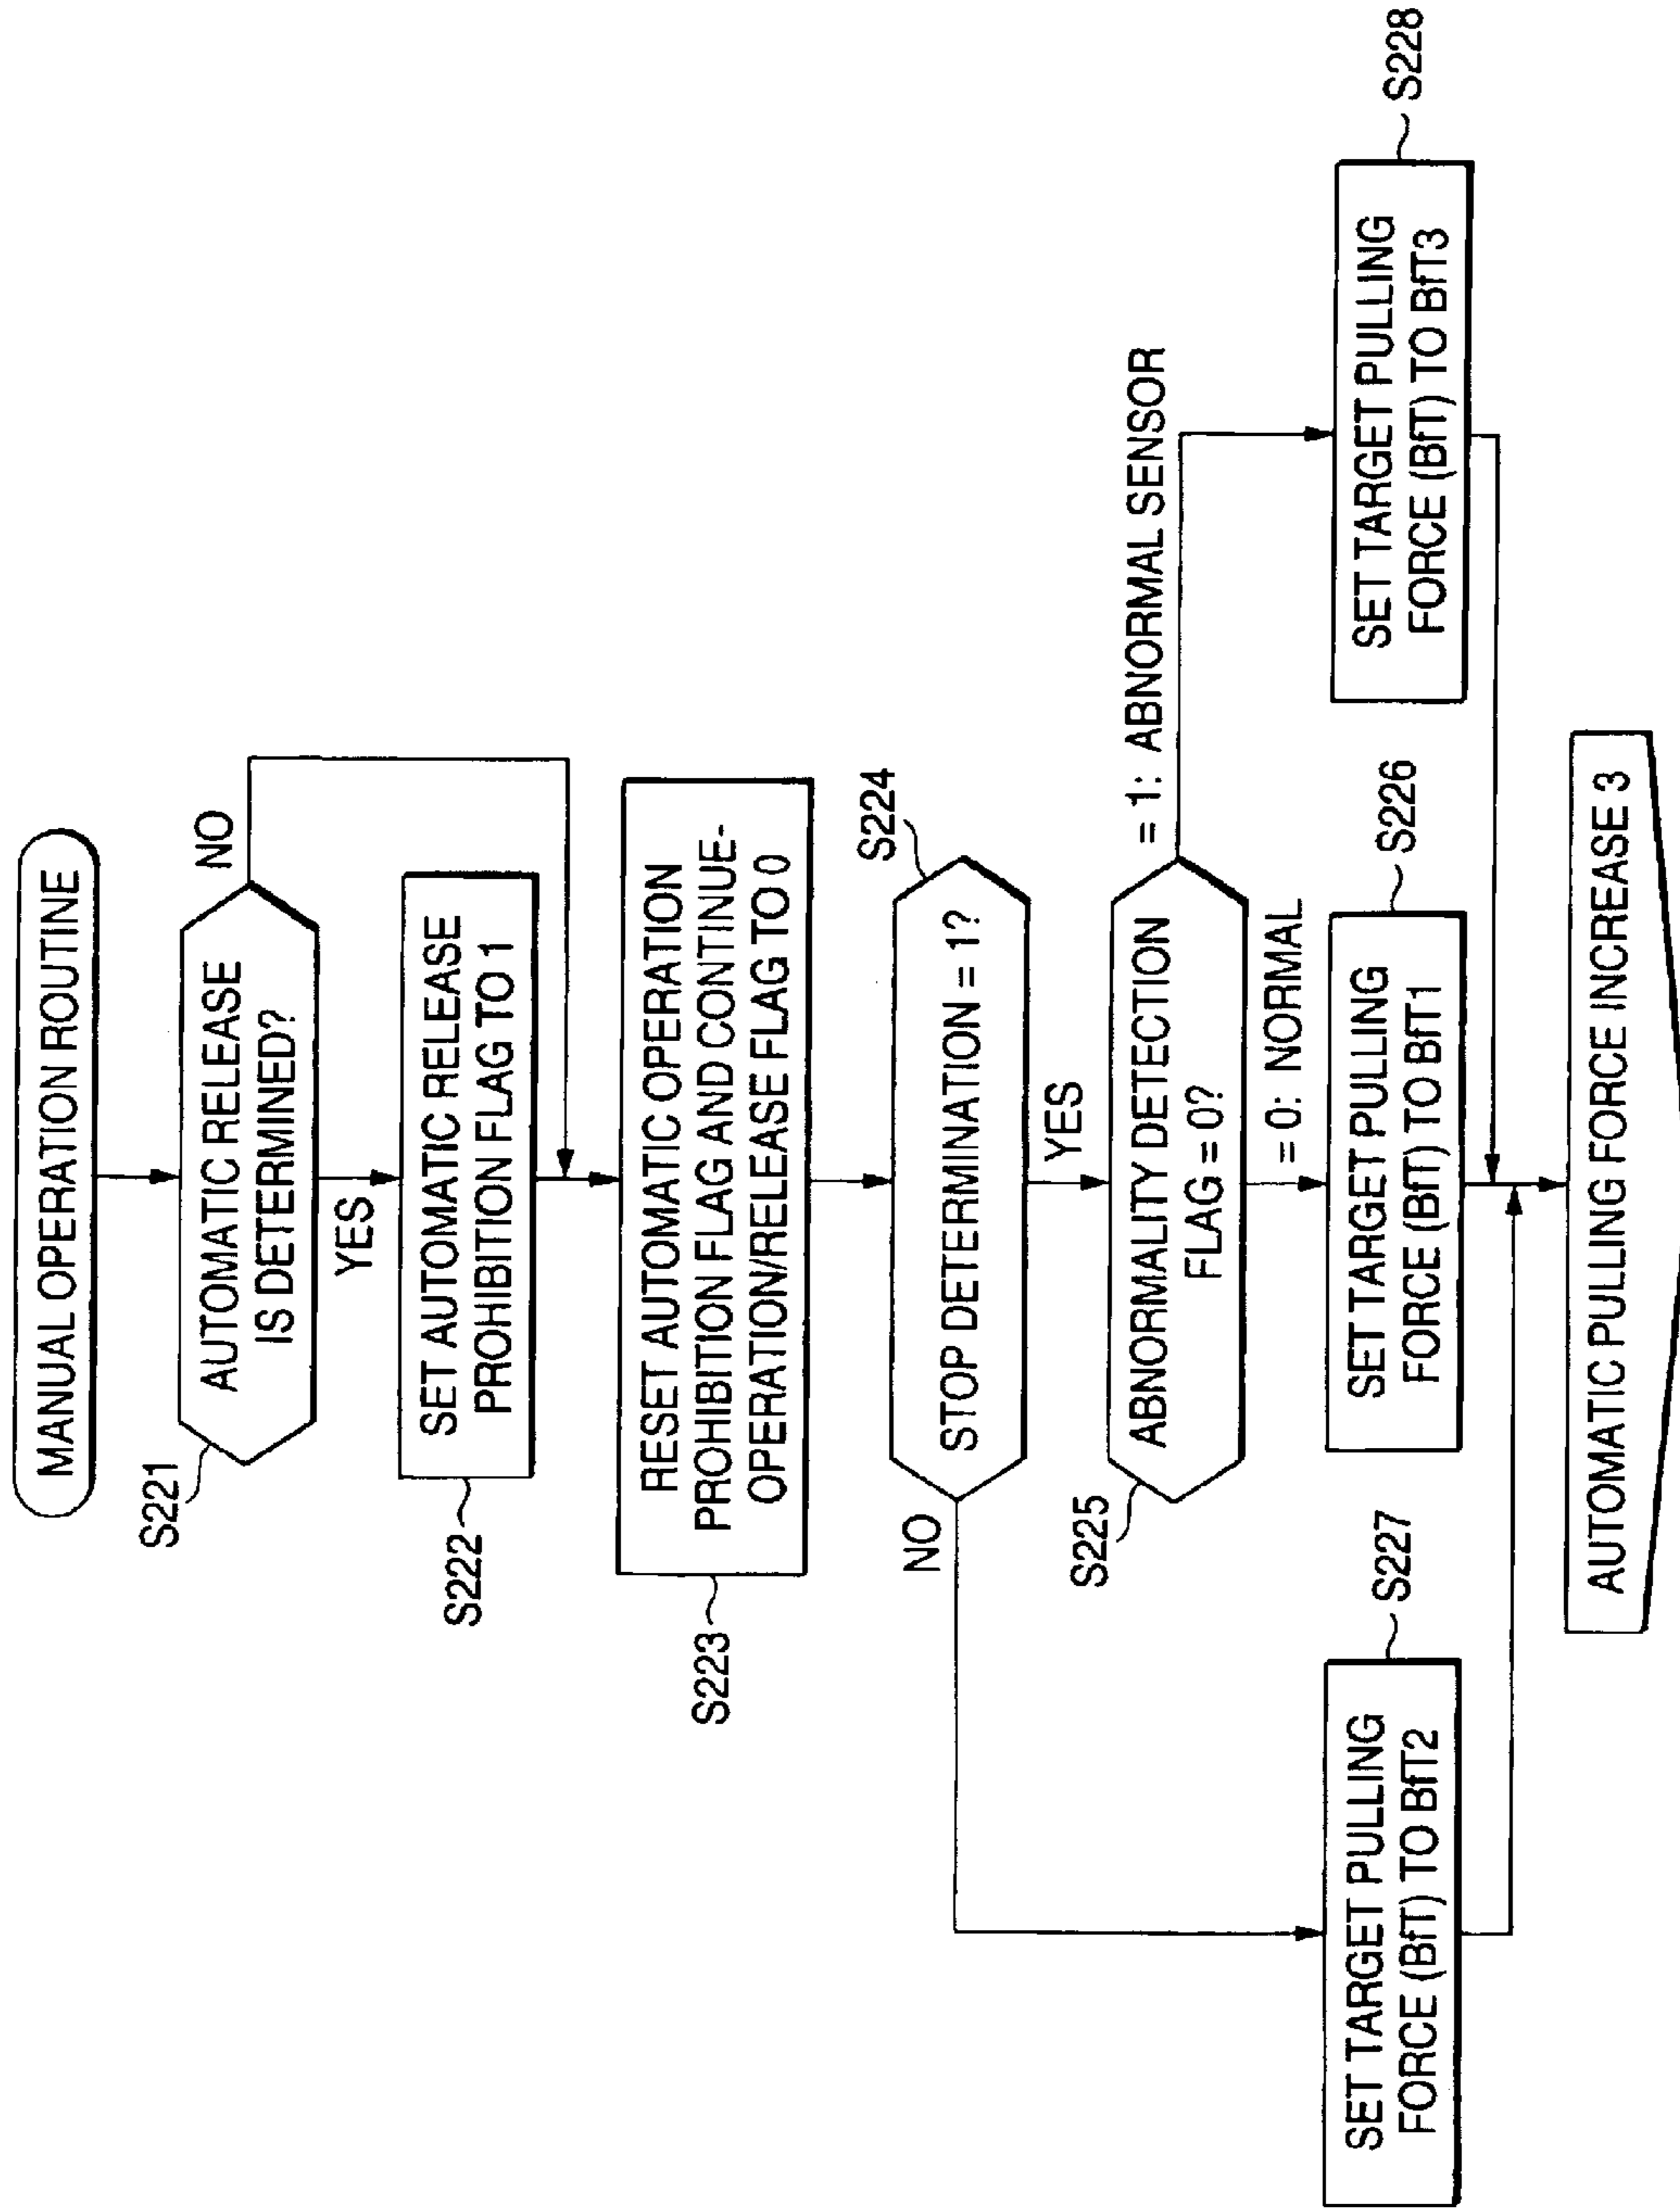 MANUAL OPERATION ROUTINE
S221
AUTOMATIC RELEASE
IS DETERMINED?
NO
YES
S222
SET AUTOMATIC RELEASE
PROHIBITION FLAG TO 1
S223
RESET AUTOMATIC OPERATION
PROHIBITION FLAG AND CONTINUE-
OPERATION/RELEASE FLAG TO 0
S224
STOP DETERMINATION = 1?
NO
YES
S225
ABNORMALITY DETECTION
FLAG = 0?
= 1: ABNORMAL SENSOR
= 0: NORMAL
S227
SET TARGET PULLING
FORCE (BfT) TO BfT2
S226
SET TARGET PULLING
FORCE (BfT) TO BfT1
S228
SET TARGET PULLING
FORCE (BfT) TO BfT3
AUTOMATIC PULLING FORCE INCREASE 3